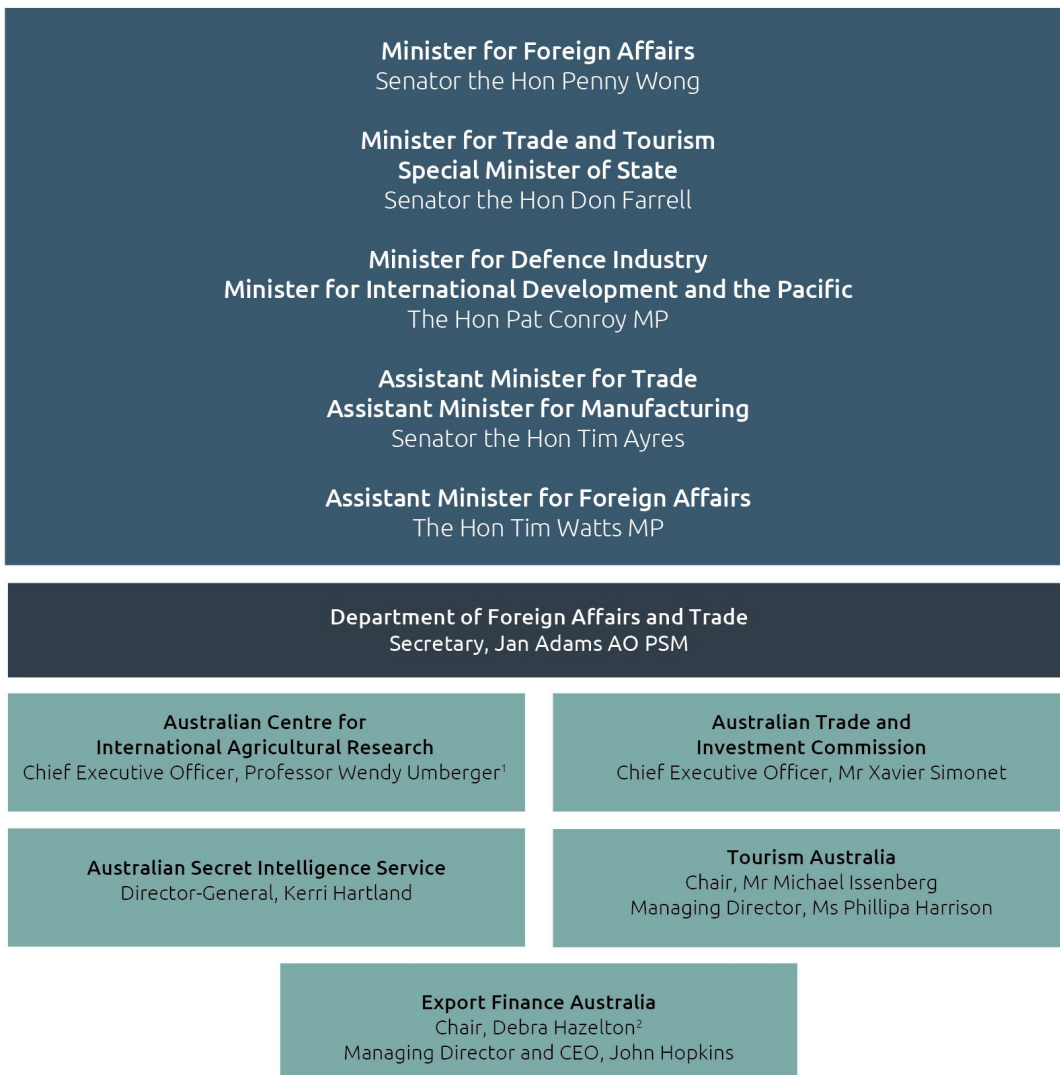 Minister for Foreign Affairs
Senator the Hon Penny Wong
Minister for Trade and Tourism
Special Minister of State
Senator the Hon Don Farrell
Minister for Defence Industry
Minister for International Development and the Pacific
The Hon Pat Conroy MP
Assistant Minister for Trade
Assistant Minister for Manufacturing
Senator the Hon Tim Ayres
Assistant Minister for Foreign Affairs
The Hon Tim Watts MP
Department of Foreign Affairs and Trade
Secretary, Jan Adams AO PSM
Australian Centre for
International Agricultural Research
Chief Executive Officer, Professor Wendy Umberger¹
Australian Trade and
Investment Commission
Chief Executive Officer, Mr Xavier Simonet
Australian Secret Intelligence Service
Director-General, Kerri Hartland
Tourism Australia
Chair, Mr Michael Issenberg
Managing Director, Ms Phillipa Harrison
Export Finance Australia
Chair, Debra Hazelton²
Managing Director and CEO, John Hopkins